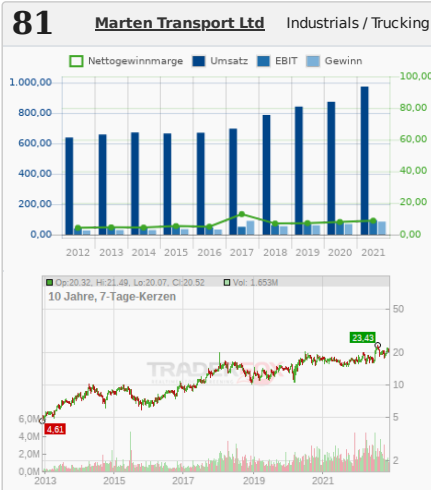 81 Marten Transport Ltd Industrials / Trucking
Nettogewinnmarge Umsatz EBIT Gewinn
1.000,00 100,00
800,00 80,00
600,00 60,00
400,00 40,00
200,00 20,00
0,00 0,00
2012 2013 2014 2015 2016 2017 2018 2019 2020 2021
Op:20.32, Hi:21.49, Lo:20.07, Cl:20.52 Vol: 1.653M
10 Jahre, 7-Tage-Kerzen
50
23,43
20
10
6,0M 5
4,61
4,0M
2,0M 2
0,0M
2013 2015 2017 2019 2021